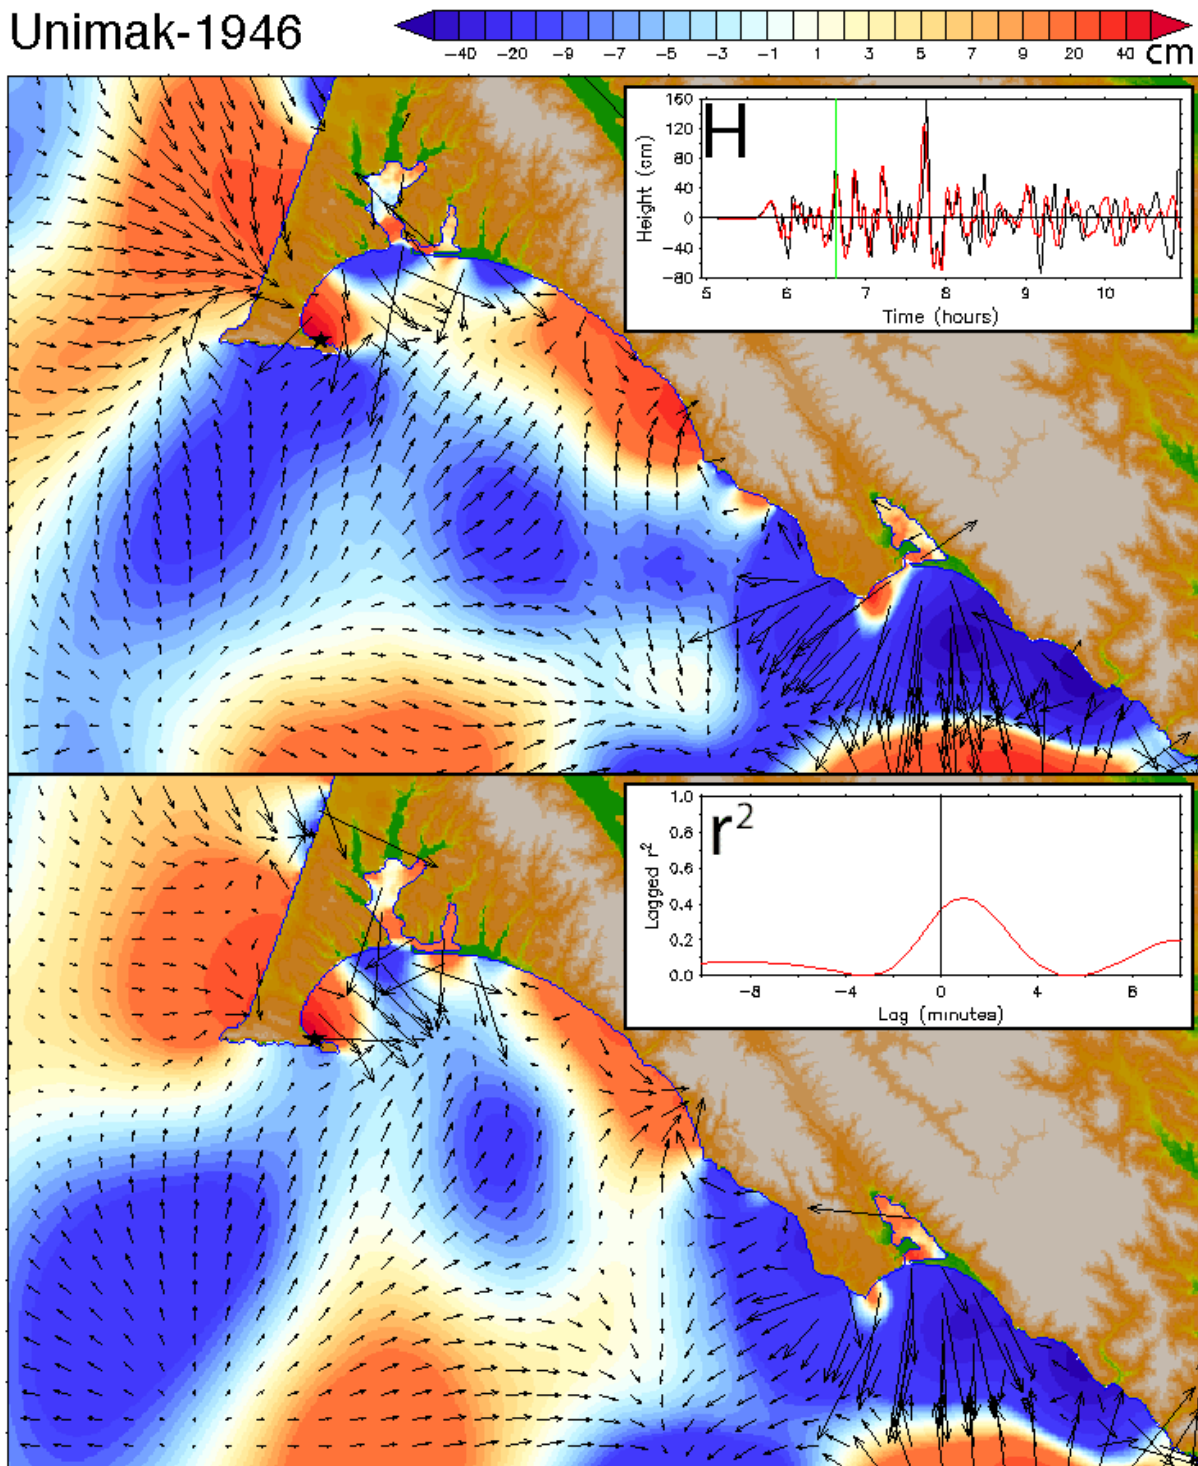 Unimak-1946
-40 -20 -9 -7 -5 -3 -1 1 3 5 7 9 20 40 cm
H
Height (cm)
160
120
80
40
0
-40
-80
5 6 7 8 9 10
Time (hours)
r²
Lagged r²
1.0
0.8
0.6
0.4
0.2
0.0
-8 -4 0 4 8
Lag (minutes)